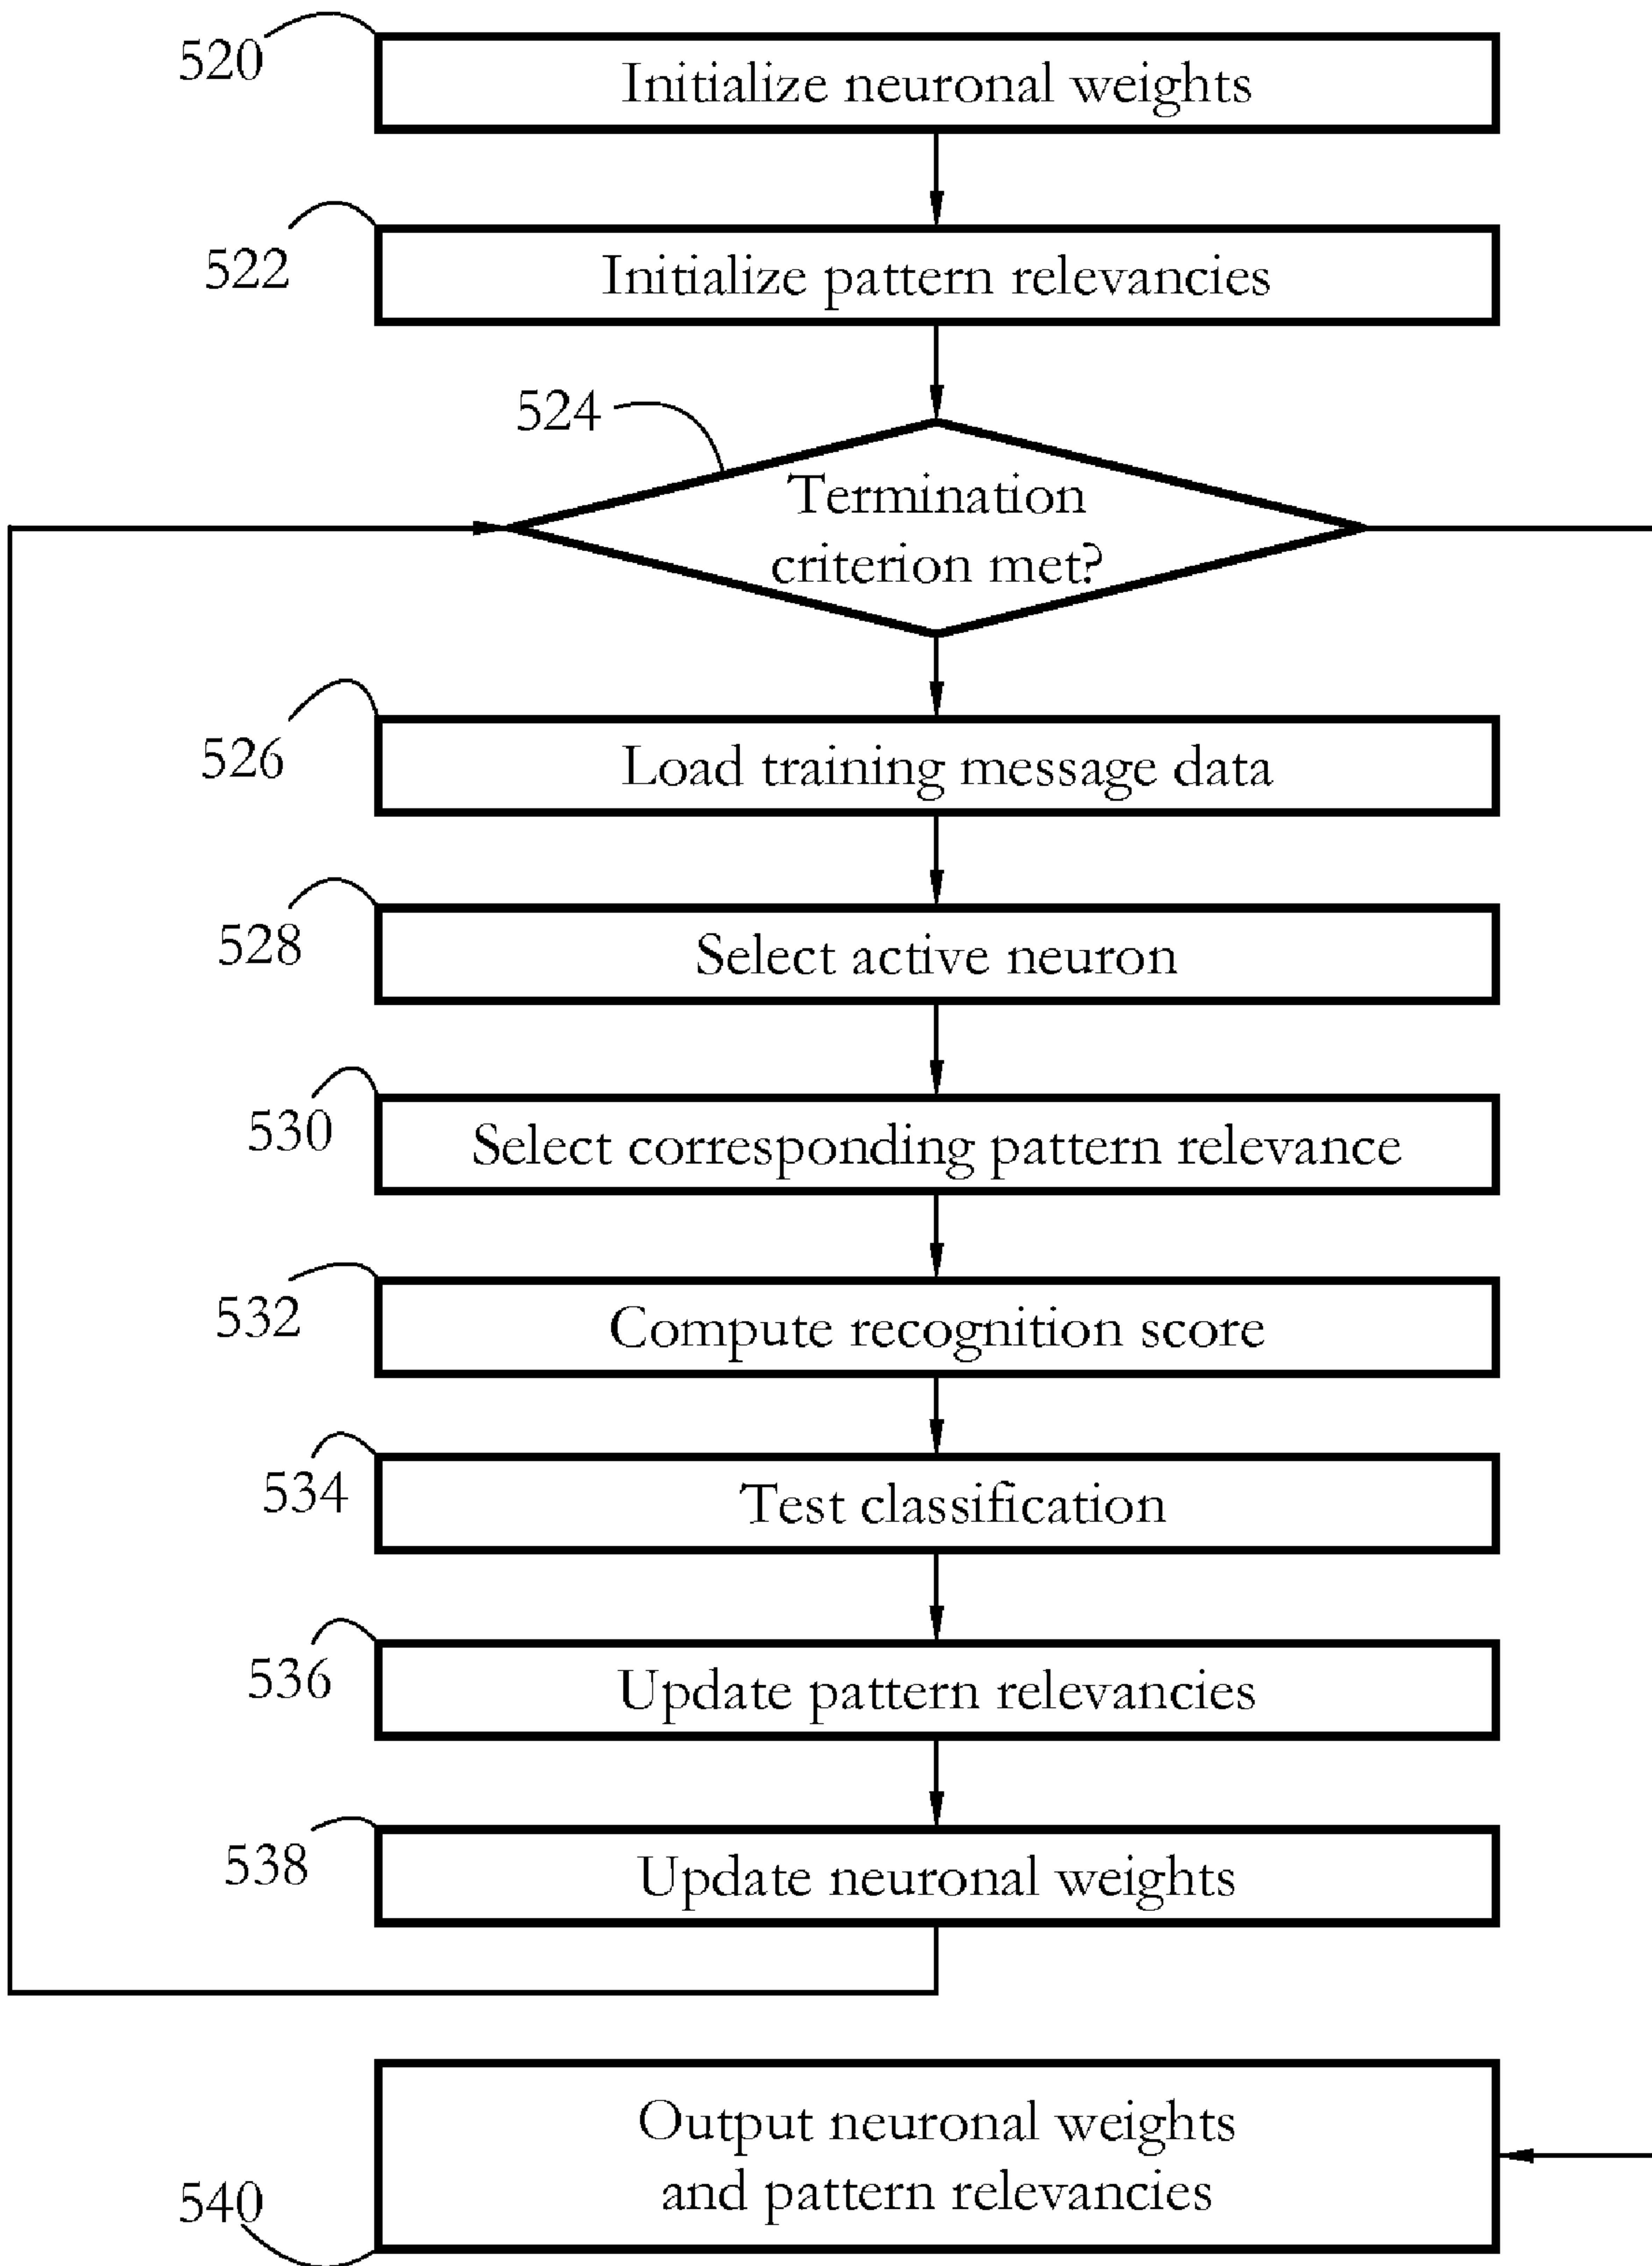 520
Initialize neuronal weights
522
Initialize pattern relevancies
524
Termination
criterion met?
526
Load training message data
528
Select active neuron
530
Select corresponding pattern relevance
532
Compute recognition score
534
Test classification
536
Update pattern relevancies
538
Update neuronal weights
Output neuronal weights
and pattern relevancies
540